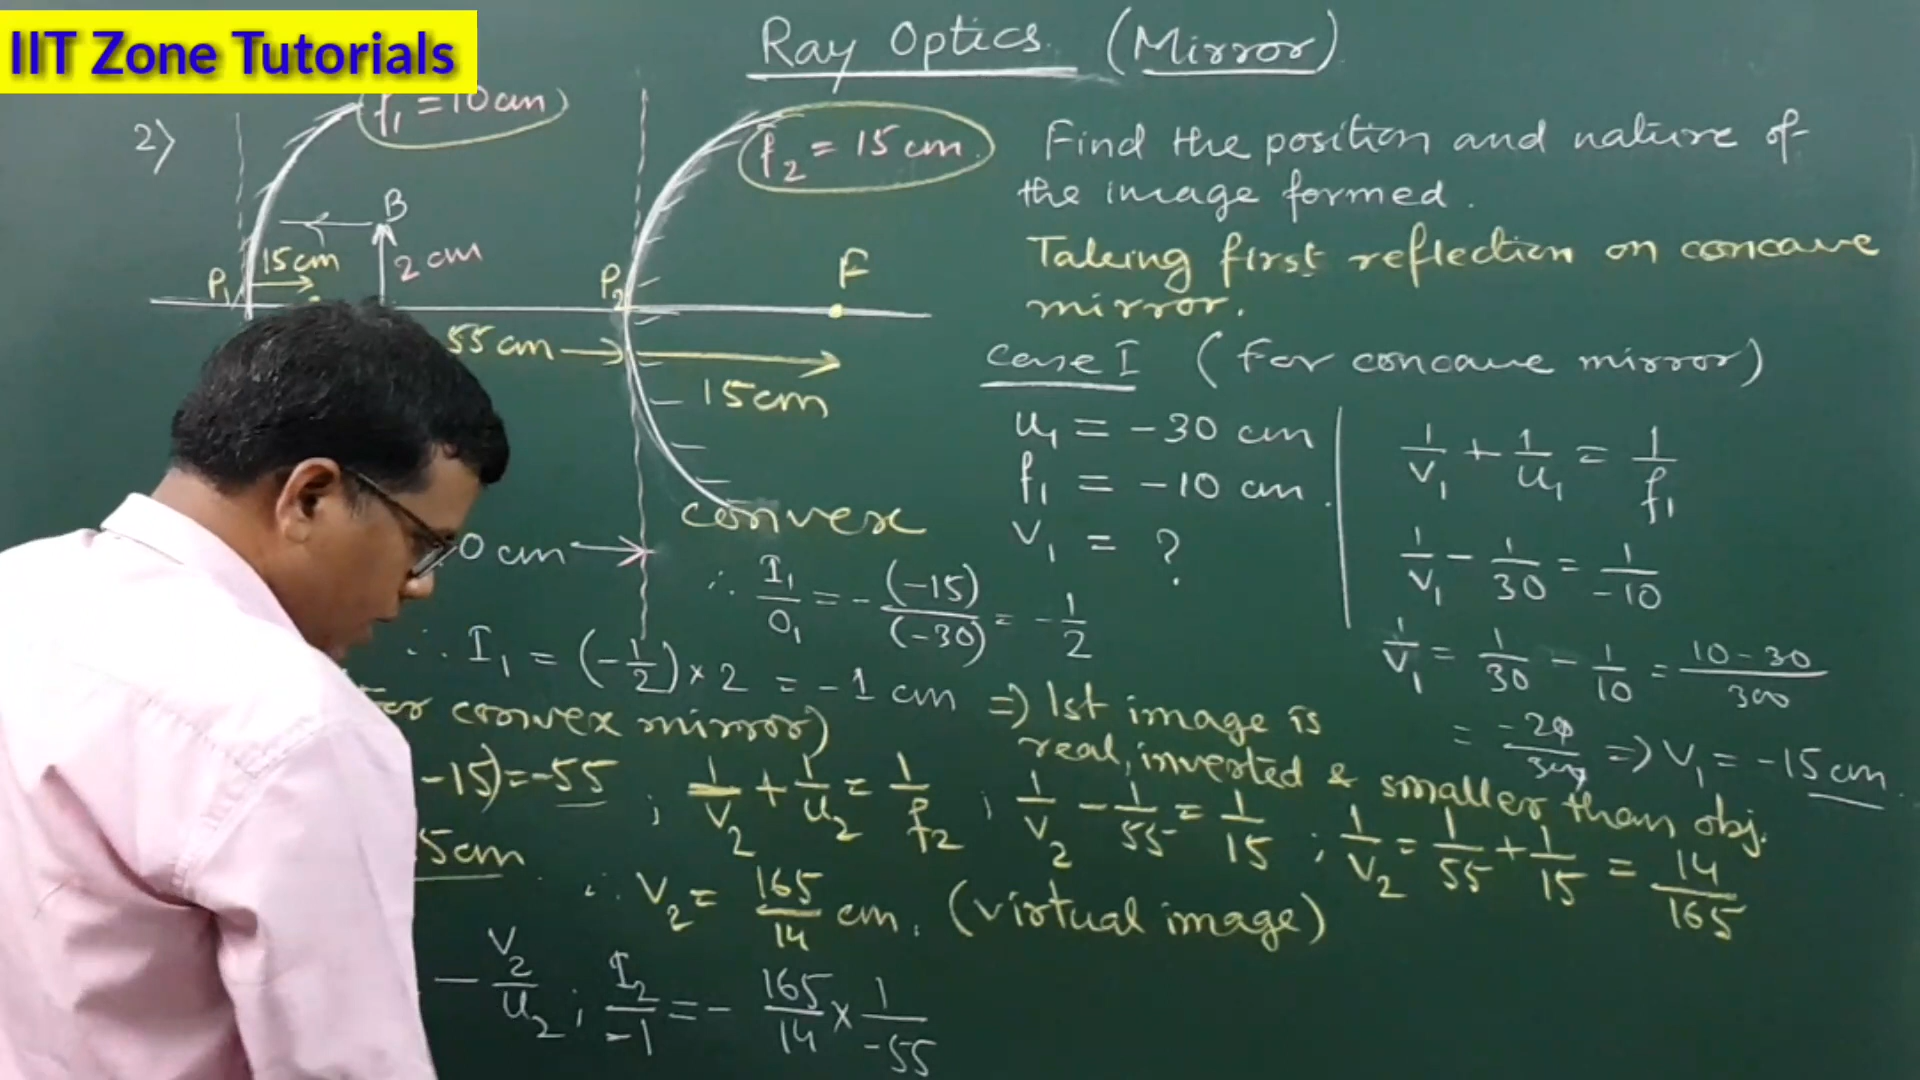 IIT Zone Tutorials
Ray Optics (Mirror)
2)
f₁ = 10 cm
f₂ = 15 cm
B
2 cm
15 cm
P₁
P₂
F
55 cm
15 cm
convex
0 cm
Find the position and nature of
the image formed.
Taking first reflection on concave
mirror.
Case I (For concave mirror)
u₁ = -30 cm
f₁ = -10 cm
v₁ = ?
1/v₁ + 1/u₁ = 1/f₁
1/v₁ - 1/30 = 1/-10
1/v₁ = 1/30 - 1/10 = 10-30/300
= -20/300 => v₁ = -15 cm
∴ I₁/O₁ = - (-15)/(-30) = - 1/2
∴ I₁ = (-1/2) × 2 = -1 cm => 1st image is
real, inverted & smaller than obj.
for convex mirror)
-15) = -55 ; 1/v₂ + 1/u₂ = 1/f₂ ; 1/v₂ - 1/55 = 1/15 ; 1/v₂ = 1/55 + 1/15 = 14/165
5 cm
∴ v₂ = 165/14 cm. (virtual image)
- v₂/u₂ ; I₂/-1 = - 165/14 × 1/-55